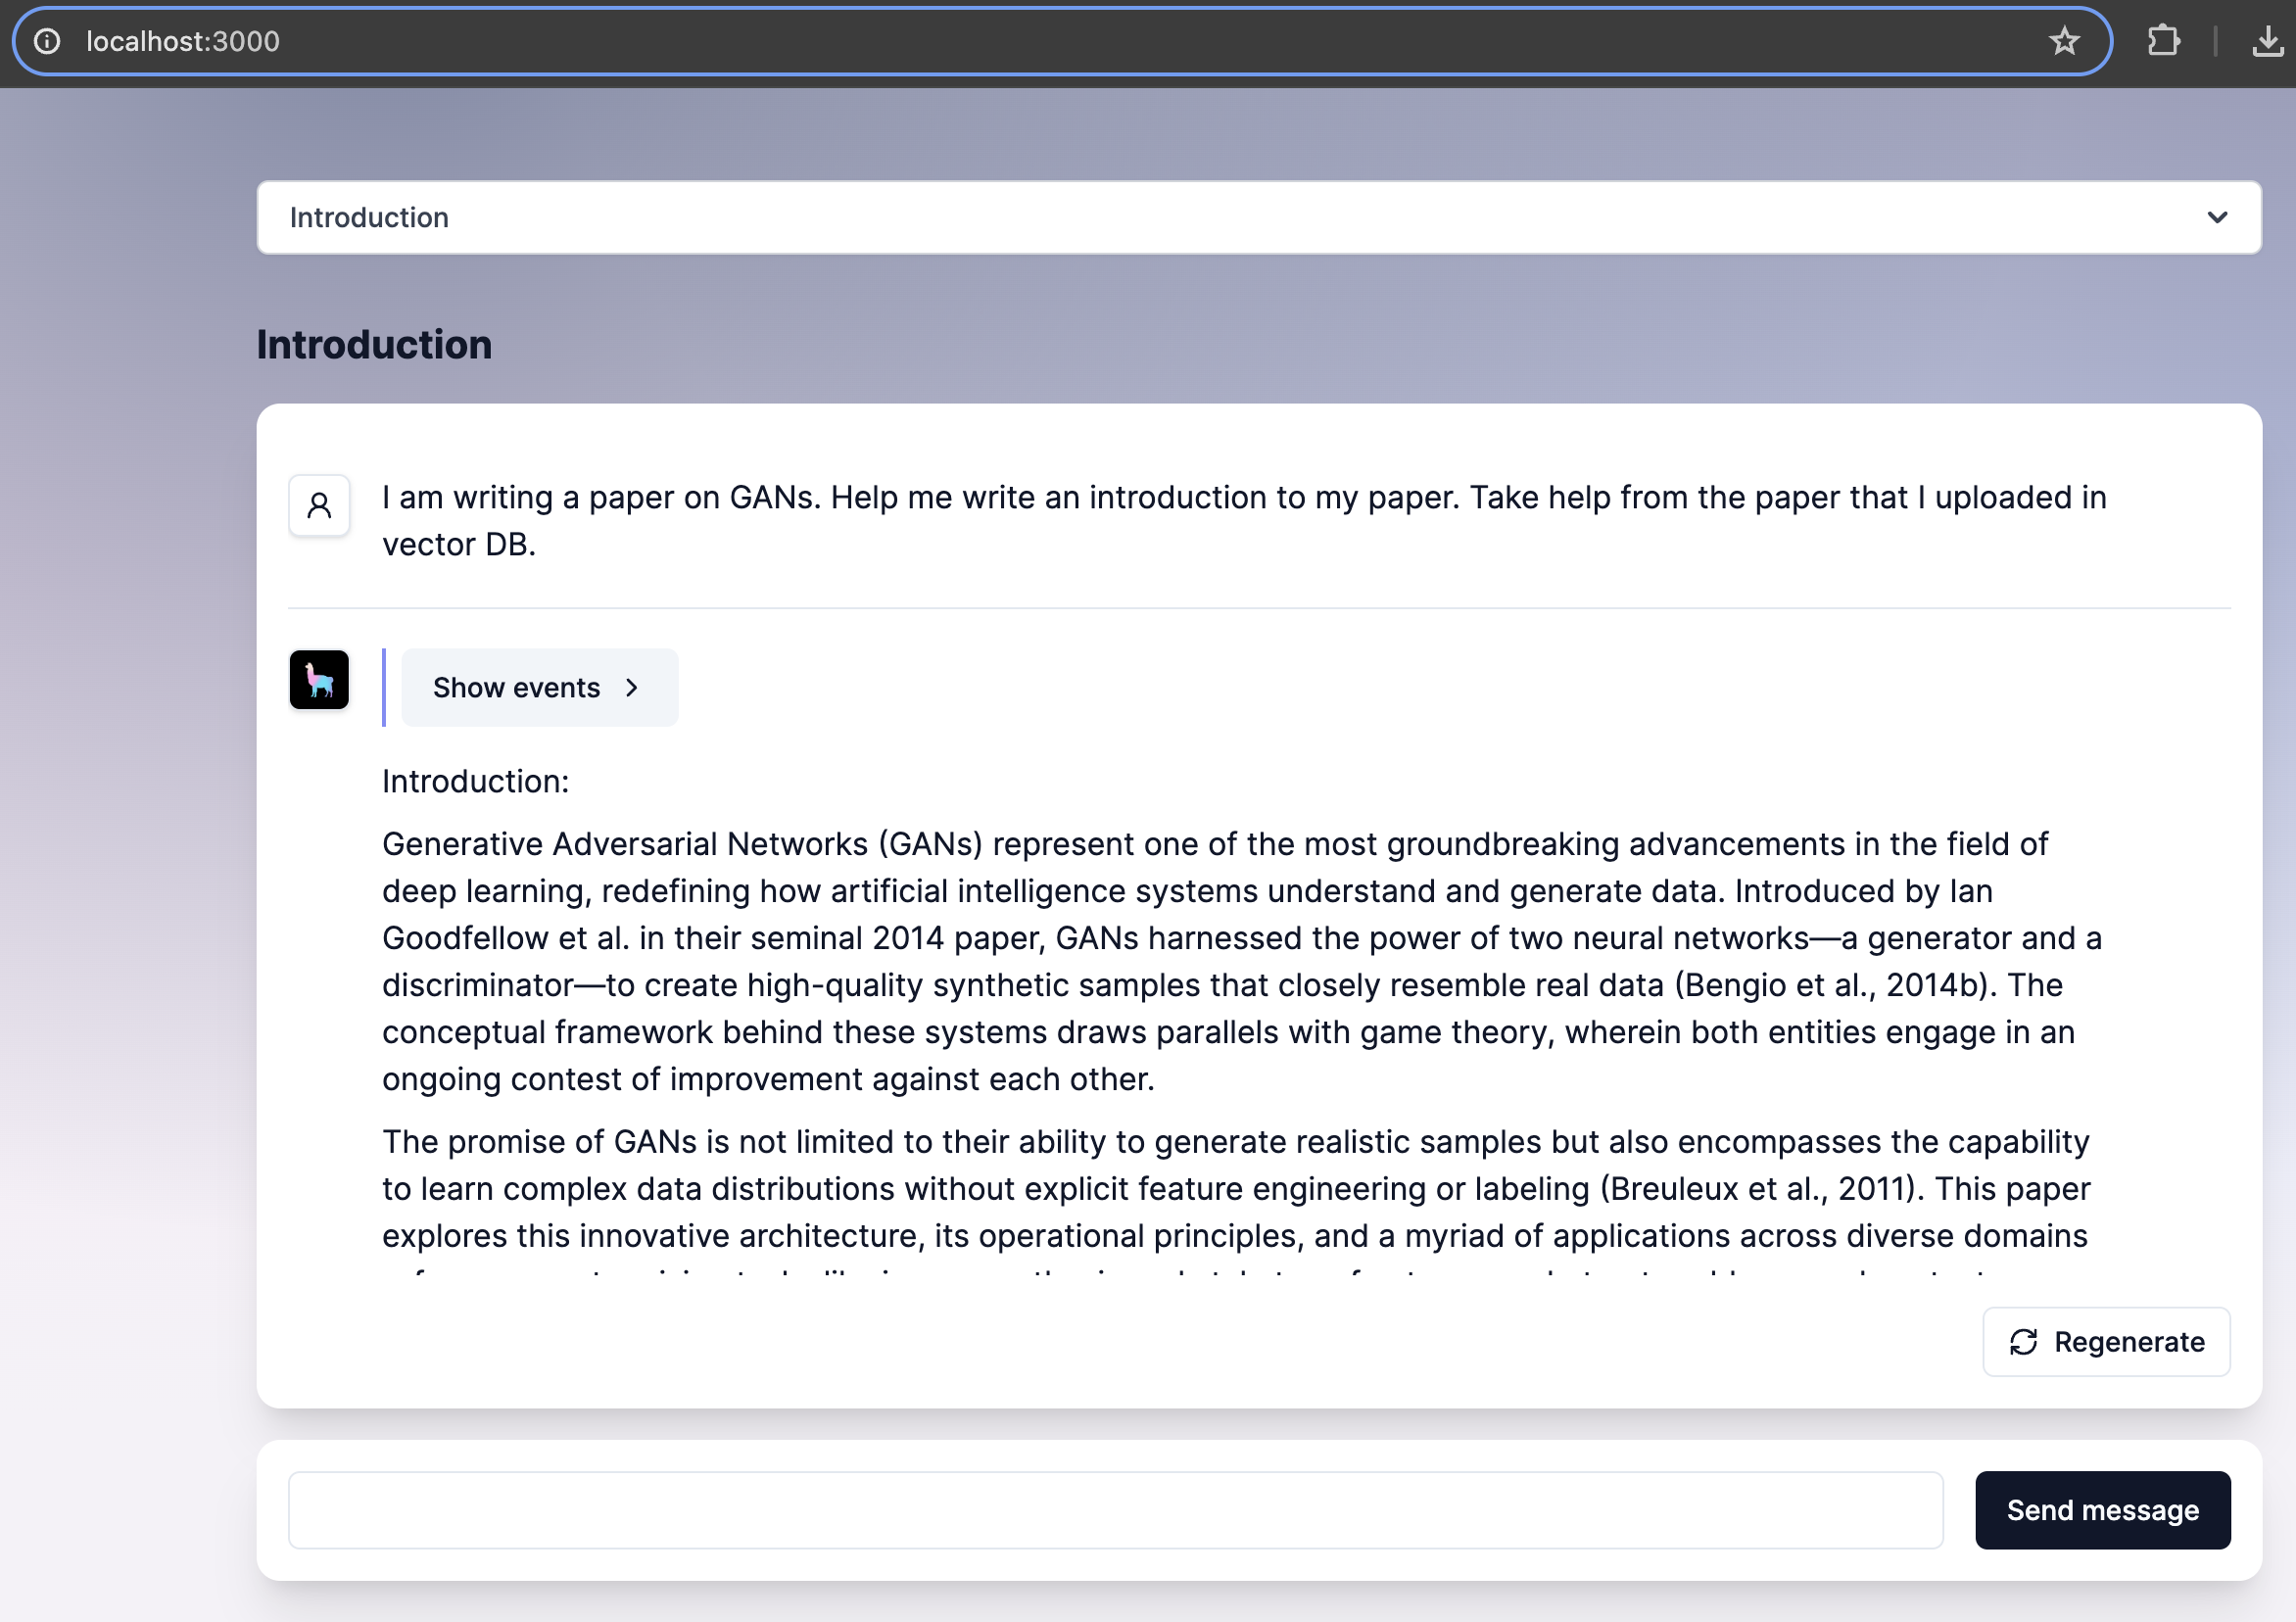 localhost:3000
Introduction
Introduction
I am writing a paper on GANs. Help me write an introduction to my paper. Take help from the paper that I uploaded in
vector DB.
Show events
Introduction:
Generative Adversarial Networks (GANs) represent one of the most groundbreaking advancements in the field of
deep learning, redefining how artificial intelligence systems understand and generate data. Introduced by Ian
Goodfellow et al. in their seminal 2014 paper, GANs harnessed the power of two neural networks—a generator and a
discriminator—to create high-quality synthetic samples that closely resemble real data (Bengio et al., 2014b). The
conceptual framework behind these systems draws parallels with game theory, wherein both entities engage in an
ongoing contest of improvement against each other.
The promise of GANs is not limited to their ability to generate realistic samples but also encompasses the capability
to learn complex data distributions without explicit feature engineering or labeling (Breuleux et al., 2011). This paper
explores this innovative architecture, its operational principles, and a myriad of applications across diverse domains
Regenerate
Send message